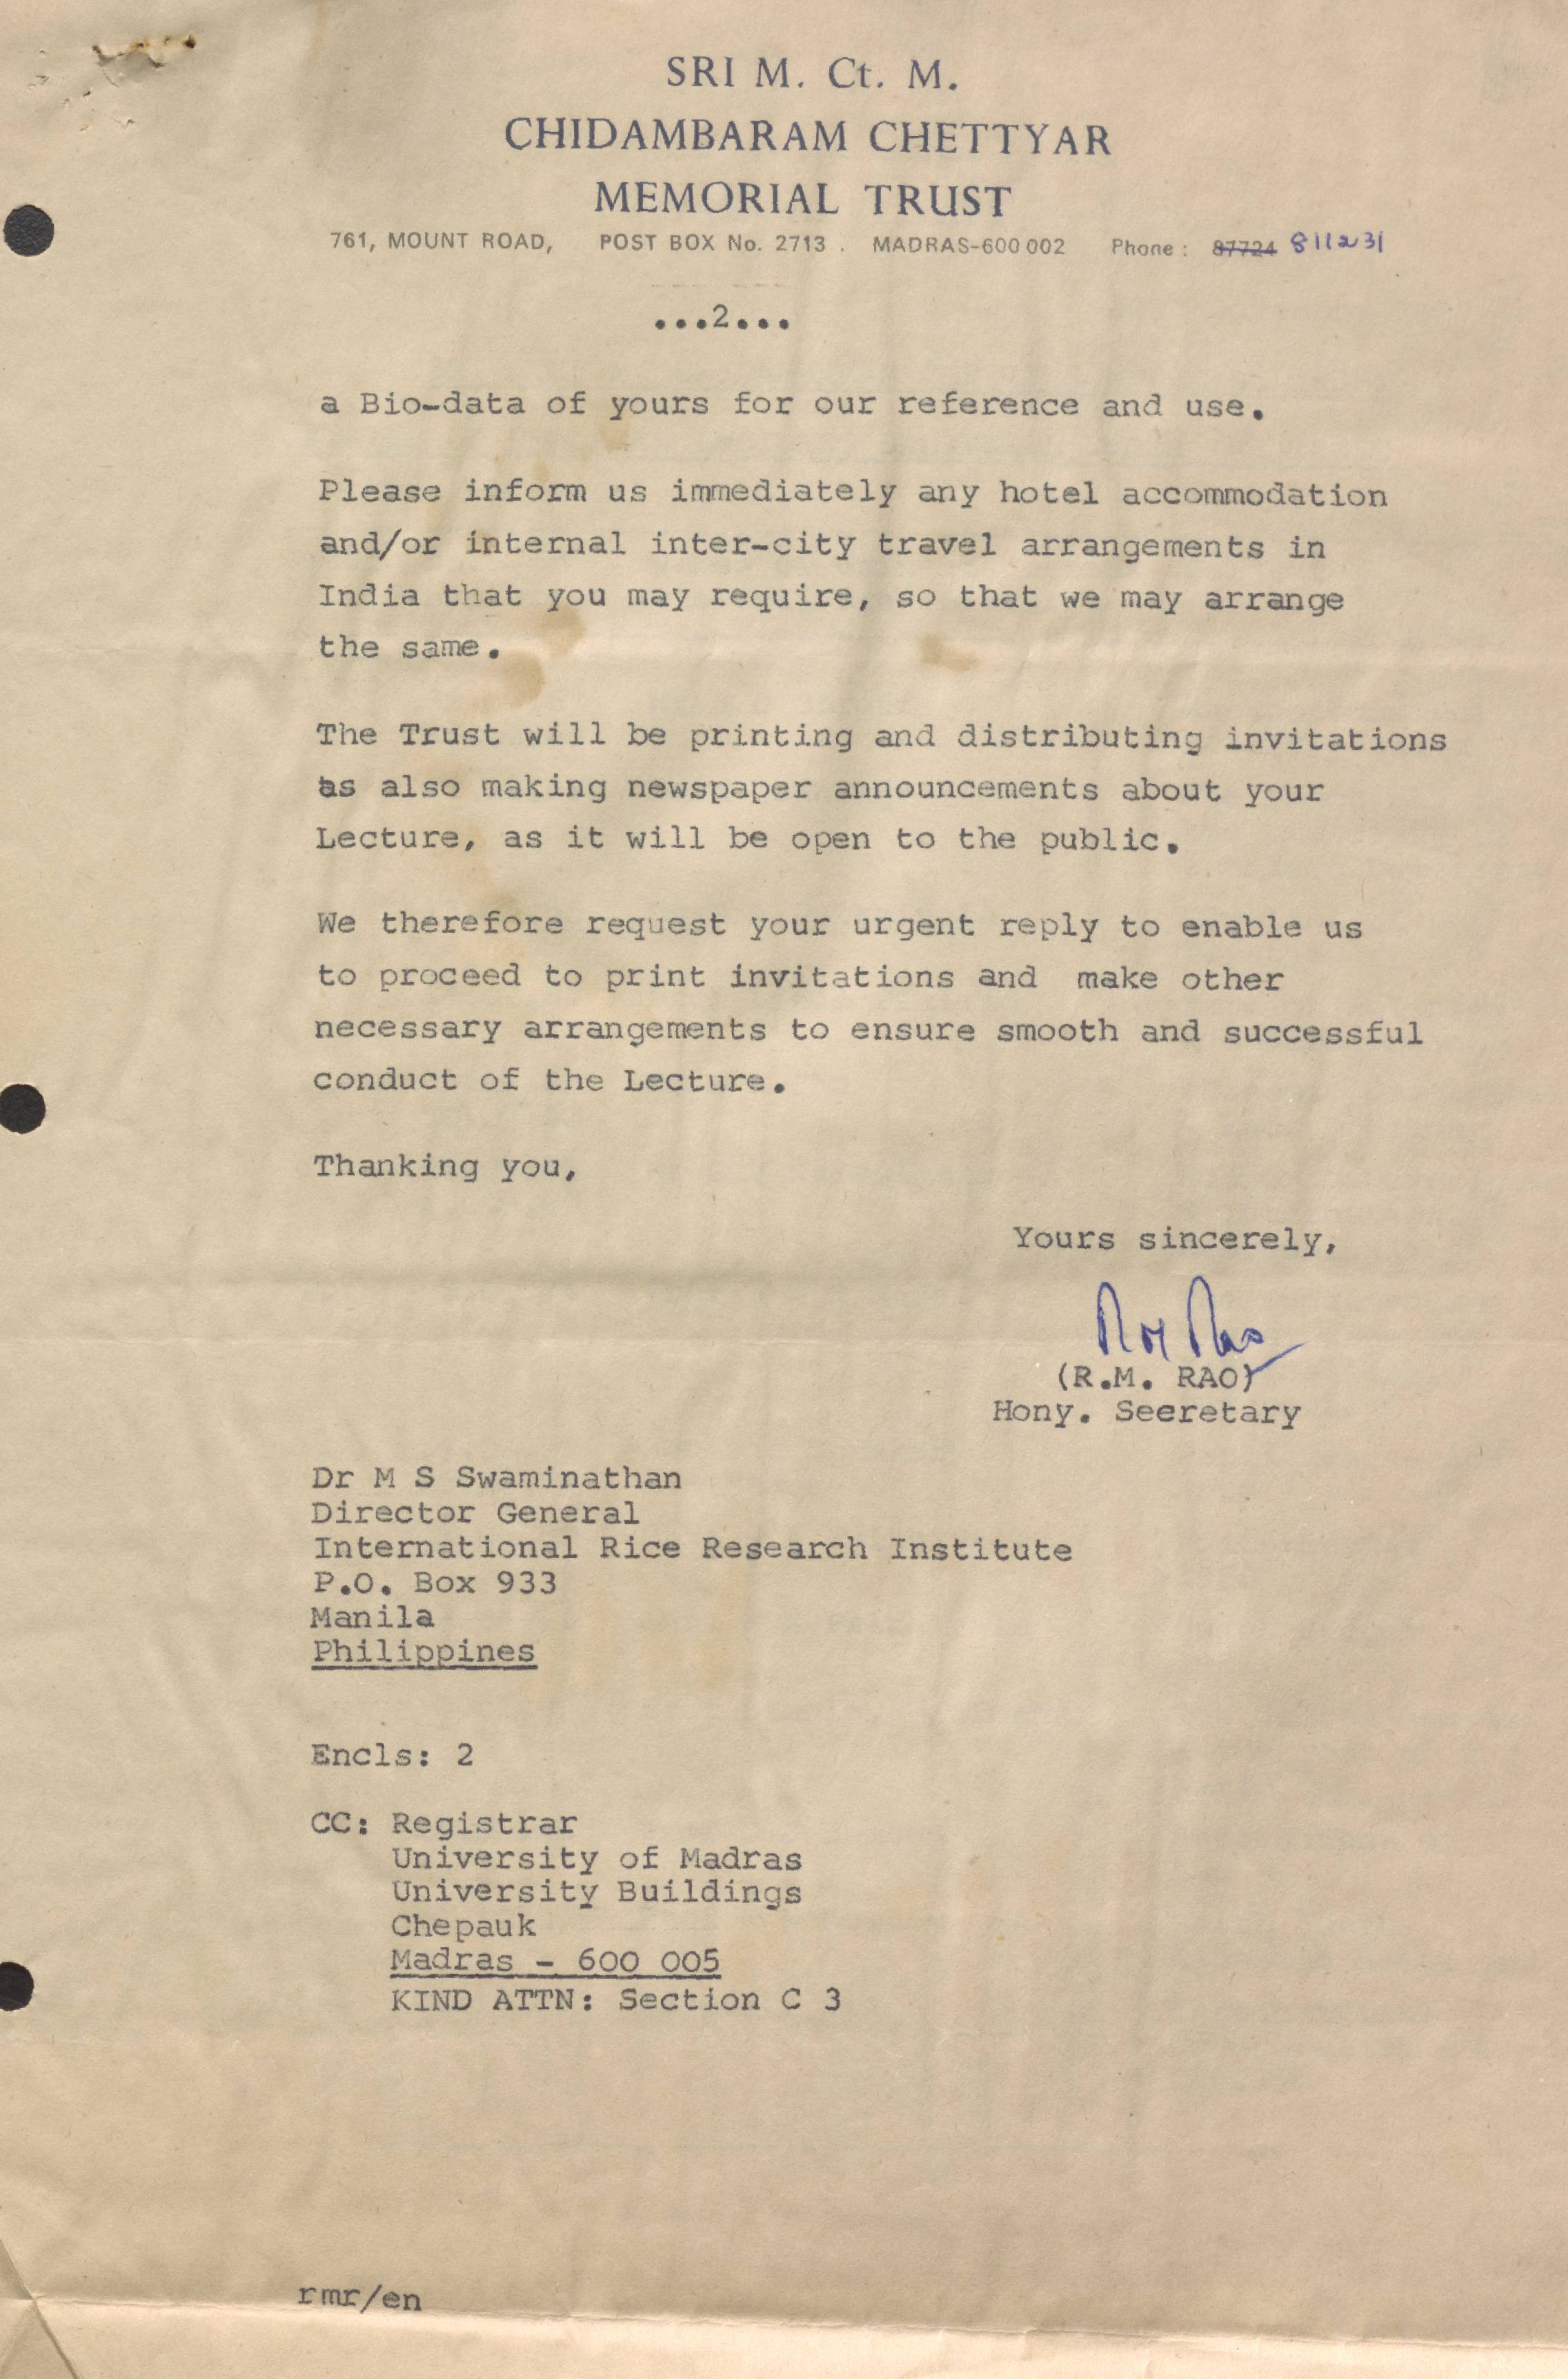 SRI M. Ct. M.
CHIDAMBARAM CHETTYAR
MEMORIAL TRUST
761, MOUNT ROAD, POST BOX No. 2713 . MADRAS-600 002 Phone : 87724 811231
...2...
a Bio-data of yours for our reference and use.
Please inform us immediately any hotel accommodation
and/or internal inter-city travel arrangements in
India that you may require, so that we may arrange
the same.
The Trust will be printing and distributing invitations
as also making newspaper announcements about your
Lecture, as it will be open to the public.
We therefore request your urgent reply to enable us
to proceed to print invitations and make other
necessary arrangements to ensure smooth and successful
conduct of the Lecture.
Thanking you,
Yours sincerely,
(R.M. RAO)
Hony. Seeretary
Dr M S Swaminathan
Director General
International Rice Research Institute
P.O. Box 933
Manila
Philippines
Encls: 2
CC: Registrar
University of Madras
University Buildings
Chepauk
Madras - 600 005
KIND ATTN: Section C 3
rmr/en